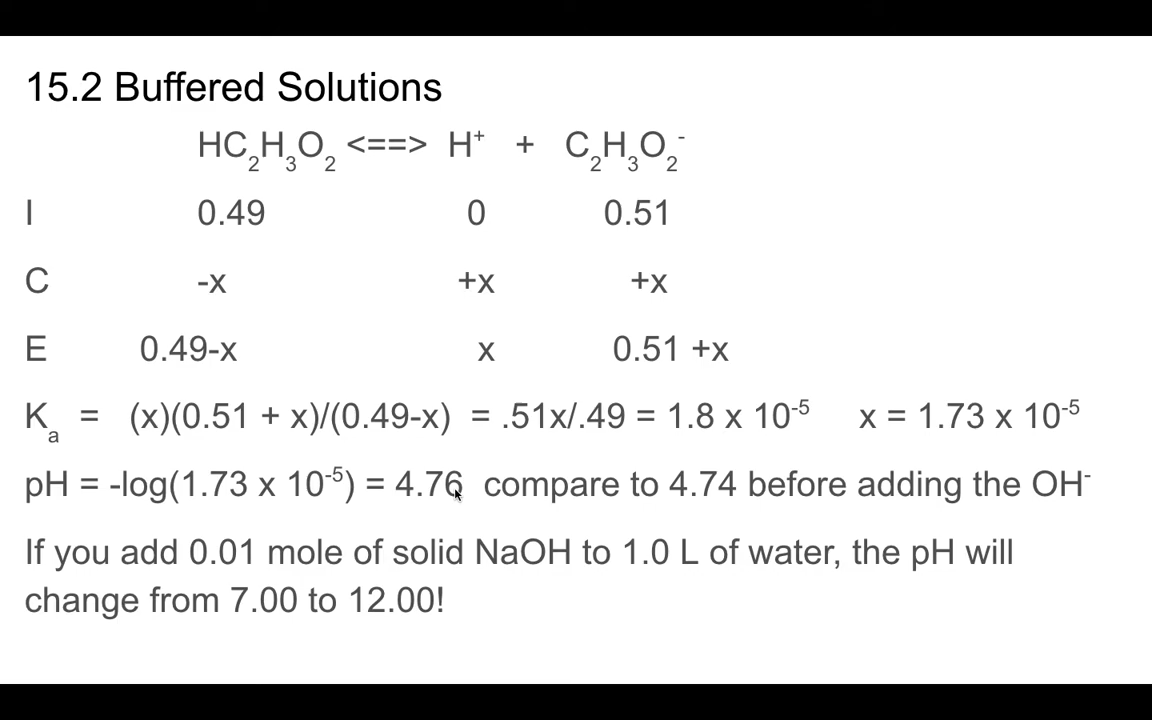 15.2 Buffered Solutions
HC₂H₃O₂ <==> H⁺ + C₂H₃O₂⁻
I 0.49 0 0.51
C -x +x +x
E 0.49-x x 0.51 +x
Kₐ = (x)(0.51 + x)/(0.49-x) = .51x/.49 = 1.8 x 10⁻⁵ x = 1.73 x 10⁻⁵
pH = -log(1.73 x 10⁻⁵) = 4.76 compare to 4.74 before adding the OH⁻
If you add 0.01 mole of solid NaOH to 1.0 L of water, the pH will
change from 7.00 to 12.00!